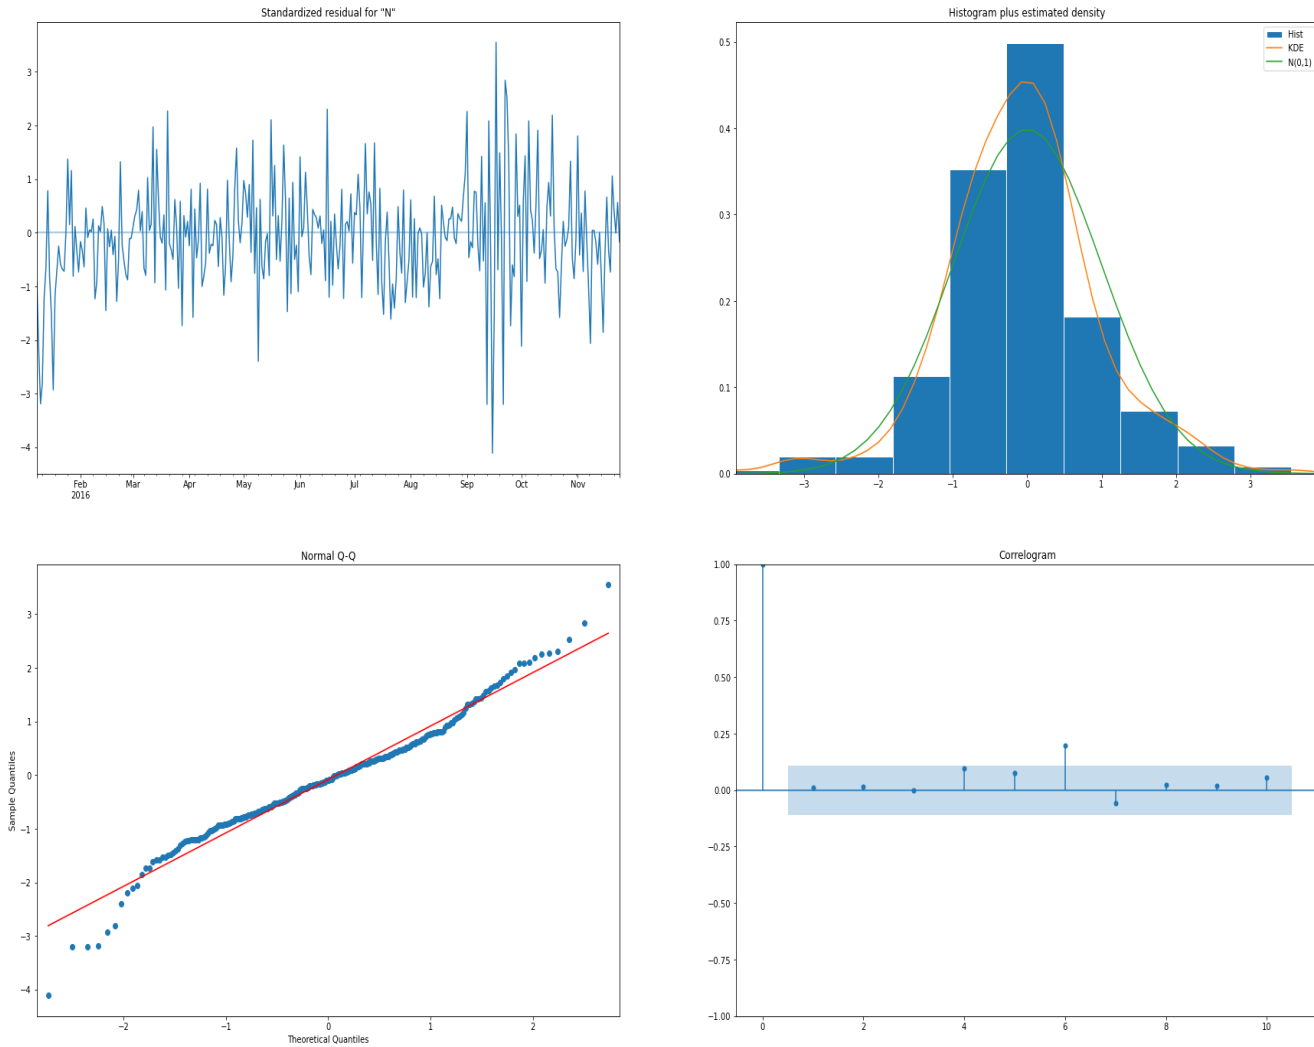 Standardized residual for "N"
3
2
1
0
−1
−2
−3
−4
Feb Mar Apr May Jun Jul Aug Sep Oct Nov
2016
Histogram plus estimated density
Hist
KDE
N(0,1)
0.5
0.4
0.3
0.2
0.1
0.0
−3 −2 −1 0 1 2 3
Normal Q-Q
Sample Quantiles
3
2
1
0
−1
−2
−3
−4
−2 −1 0 1 2
Theoretical Quantiles
Correlogram
1.00
0.75
0.50
0.25
0.00
−0.25
−0.50
−0.75
−1.00
0 2 4 6 8 10